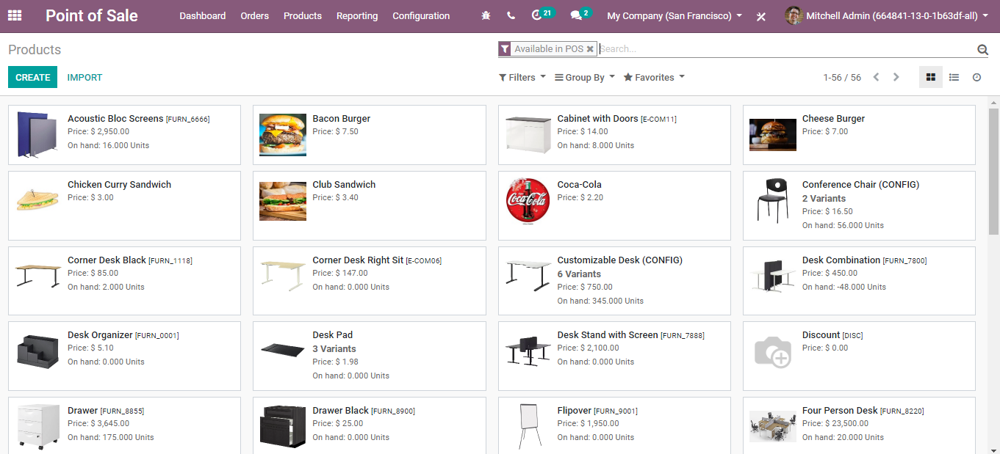 Point of Sale Dashboard Orders Products Reporting Configuration 21 2 My Company (San Francisco) Mitchell Admin (664841-13-0-1b63df-all)
Products
Available in POS Search...
CREATE IMPORT
Filters Group By Favorites 1-56 / 56
Acoustic Bloc Screens [FURN_6666]
Price: $ 2,950.00
On hand: 16.000 Units
Bacon Burger
Price: $ 7.50
Cabinet with Doors [E-COM11]
Price: $ 14.00
On hand: 8.000 Units
Cheese Burger
Price: $ 7.00
Chicken Curry Sandwich
Price: $ 3.00
Club Sandwich
Price: $ 3.40
Coca-Cola
Coca-Cola
Price: $ 2.20
Conference Chair (CONFIG)
2 Variants
Price: $ 16.50
On hand: 56.000 Units
Corner Desk Black [FURN_1118]
Price: $ 85.00
On hand: 2.000 Units
Corner Desk Right Sit [E-COM06]
Price: $ 147.00
On hand: 0.000 Units
Customizable Desk (CONFIG)
6 Variants
Price: $ 750.00
On hand: 345.000 Units
Desk Combination [FURN_7800]
Price: $ 450.00
On hand: -48.000 Units
Desk Organizer [FURN_0001]
Price: $ 5.10
On hand: 0.000 Units
Desk Pad
3 Variants
Price: $ 1.98
On hand: 0.000 Units
Desk Stand with Screen [FURN_7888]
Price: $ 2,100.00
On hand: 0.000 Units
Discount [DISC]
Price: $ 0.00
Drawer [FURN_8855]
Price: $ 3,645.00
On hand: 175.000 Units
Drawer Black [FURN_8900]
Price: $ 25.00
On hand: 0.000 Units
Flipover [FURN_9001]
Price: $ 1,950.00
On hand: 0.000 Units
Four Person Desk [FURN_8220]
Price: $ 23,500.00
On hand: 20.000 Units